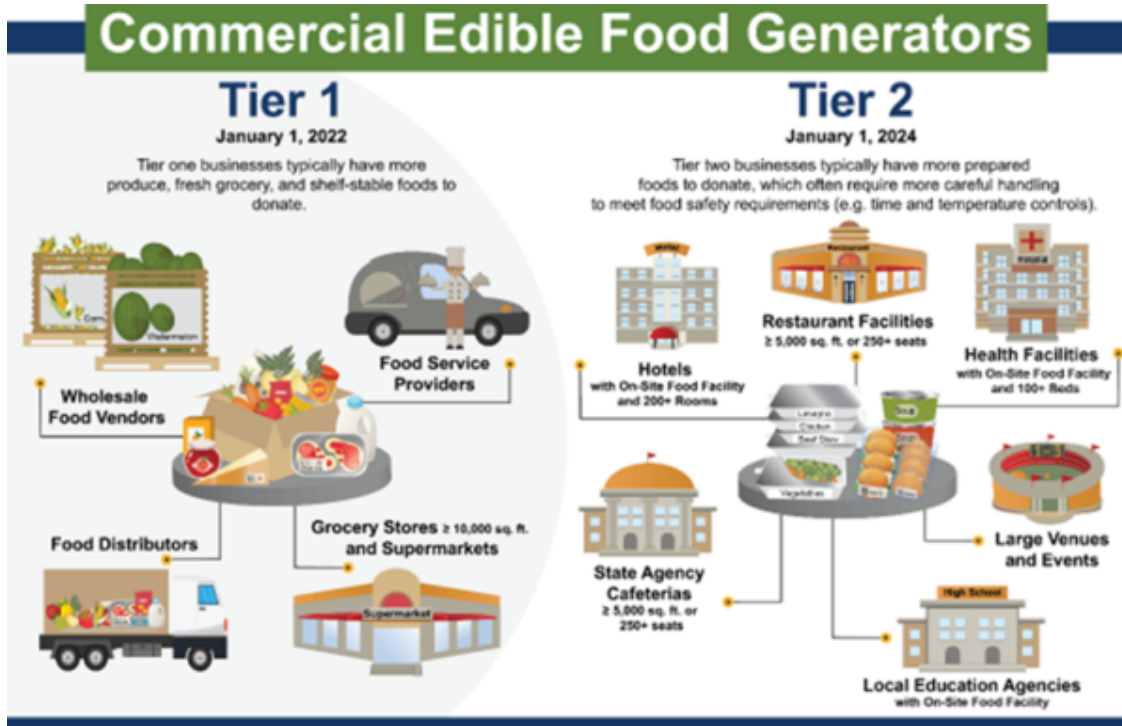 Commercial Edible Food Generators
Tier 1
January 1, 2022
Tier one businesses typically have more
produce, fresh grocery, and shelf-stable foods to
donate.
Corn
Watermelon
Wholesale
Food Vendors
Food Service
Providers
Food Distributors
Grocery Stores ≥ 10,000 sq. ft.
and Supermarkets
Supermarket
Tier 2
January 1, 2024
Tier two businesses typically have more prepared
foods to donate, which often require more careful handling
to meet food safety requirements (e.g. time and temperature controls).
Hotel
Hotels
with On-Site Food Facility
and 200+ Rooms
Restaurant
Restaurant Facilities
≥ 5,000 sq. ft. or 250+ seats
Hospital
Health Facilities
with On-Site Food Facility
and 100+ Beds
Lasagna
Chicken
Beef Stew
Vegetables
Soup
State Agency
Cafeterias
≥ 5,000 sq. ft. or
250+ seats
Large Venues
and Events
High School
Local Education Agencies
with On-Site Food Facility